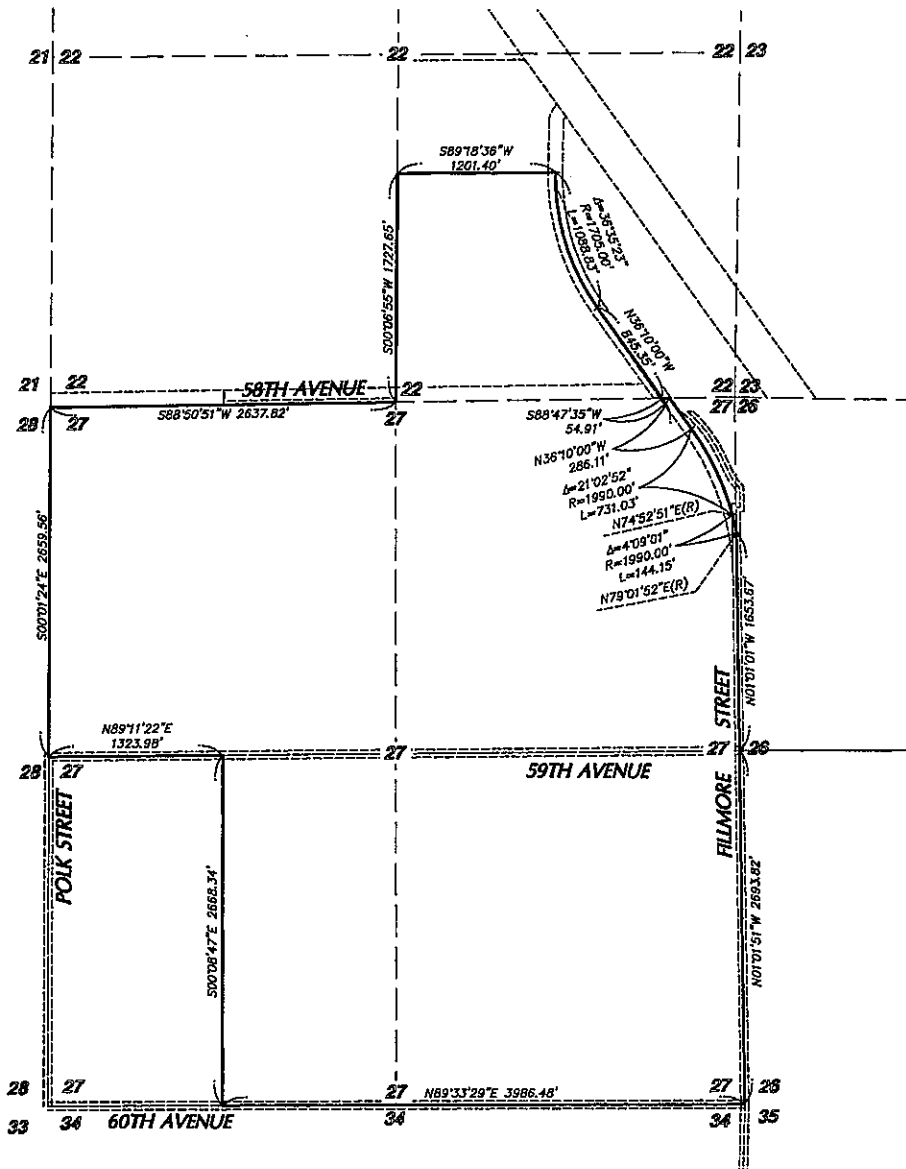 21 22
22
22 23
S89°18'36"W
1201.40'
Δ=36°35'23"
R=1705.00'
L=1088.83'
S00°06'55"W 1727.65'
N36°10'00"W
845.35'
21 22
58TH AVENUE
22
22 23
S88°50'51"W 2637.82'
28 27
27
27 26
S88°47'35"W
54.91'
N36°10'00"W
286.11'
Δ=21°02'52"
R=1990.00'
L=731.03'
N74°52'51"E(R)
Δ=4°09'01"
R=1990.00'
L=144.15'
N79°01'52"E(R)
S00°01'24"E 2659.56'
N01°01'01"W 1653.67'
N89°11'22"E
1323.98'
28 27
27
27 26
59TH AVENUE
FILLMORE STREET
POLK STREET
S00°08'47"E 2668.34'
N01°01'51"W 2693.82'
28 27
27
N89°33'29"E 3986.48'
27 26
33 34
60TH AVENUE
34
34 35